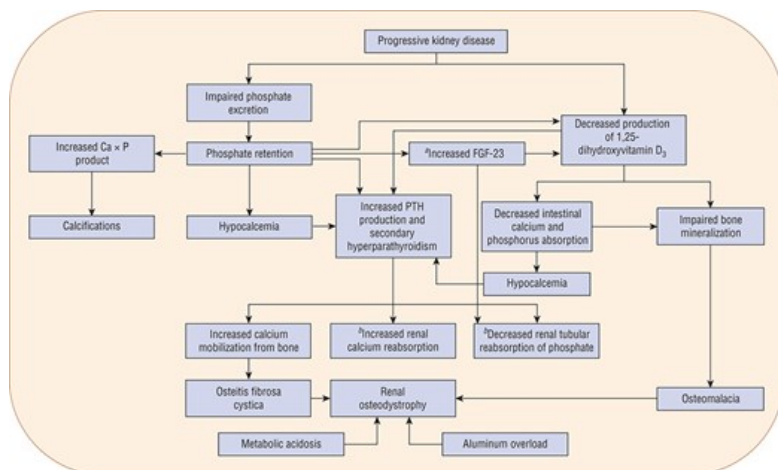 Progressive kidney disease
Impaired phosphate
excretion
Decreased production
of 1,25-
dihydroxyvitamin D3
Increased Ca × P
product
Phosphate retention
aIncreased FGF-23
Calcifications
Hypocalcemia
Increased PTH
production and
secondary
hyperparathyroidism
Decreased intestinal
calcium and
phosphorus absorption
Impaired bone
mineralization
Hypocalcemia
Increased calcium
mobilization from bone
bIncreased renal
calcium reabsorption
bDecreased renal tubular
reabsorption of phosphate
Osteitis fibrosa
cystica
Renal
osteodystrophy
Osteomalacia
Metabolic acidosis
Aluminum overload